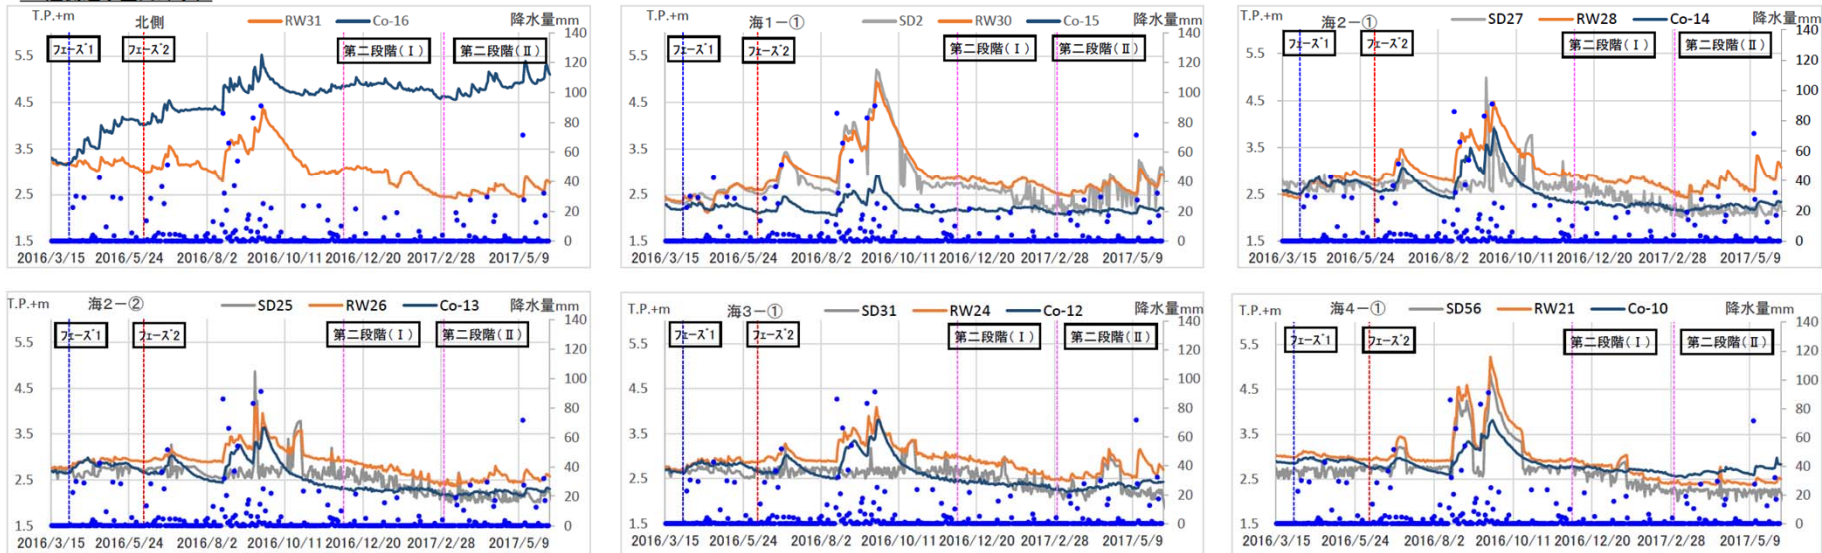 T.P.+m 北側 RW31 Co-16 降水量mm
ﾌｪｰｽﾞ1 ﾌｪｰｽﾞ2 第二段階(Ⅰ) 第二段階(Ⅱ)
5.5 4.5 3.5 2.5 1.5
140 120 100 80 60 40 20 0
2016/3/15 2016/5/24 2016/8/2 2016/10/11 2016/12/20 2017/2/28 2017/5/9
T.P.+m 海1－① SD2 RW30 Co-15 降水量mm
ﾌｪｰｽﾞ1 ﾌｪｰｽﾞ2 第二段階(Ⅰ) 第二段階(Ⅱ)
5.5 4.5 3.5 2.5 1.5
140 120 100 80 60 40 20 0
2016/3/15 2016/5/24 2016/8/2 2016/10/11 2016/12/20 2017/2/28 2017/5/9
T.P.+m 海2－① SD27 RW28 Co-14 降水量mm
ﾌｪｰｽﾞ1 ﾌｪｰｽﾞ2 第二段階(Ⅰ) 第二段階(Ⅱ)
5.5 4.5 3.5 2.5 1.5
140 120 100 80 60 40 20 0
2016/3/15 2016/5/24 2016/8/2 2016/10/11 2016/12/20 2017/2/28 2017/5/9
T.P.+m 海2－② SD25 RW26 Co-13 降水量mm
ﾌｪｰｽﾞ1 ﾌｪｰｽﾞ2 第二段階(Ⅰ) 第二段階(Ⅱ)
5.5 4.5 3.5 2.5 1.5
140 120 100 80 60 40 20 0
2016/3/15 2016/5/24 2016/8/2 2016/10/11 2016/12/20 2017/2/28 2017/5/9
T.P.+m 海3－① SD31 RW24 Co-12 降水量mm
ﾌｪｰｽﾞ1 ﾌｪｰｽﾞ2 第二段階(Ⅰ) 第二段階(Ⅱ)
5.5 4.5 3.5 2.5 1.5
140 120 100 80 60 40 20 0
2016/3/15 2016/5/24 2016/8/2 2016/10/11 2016/12/20 2017/2/28 2017/5/9
T.P.+m 海4－① SD56 RW21 Co-10 降水量mm
ﾌｪｰｽﾞ1 ﾌｪｰｽﾞ2 第二段階(Ⅰ) 第二段階(Ⅱ)
5.5 4.5 3.5 2.5 1.5
140 120 100 80 60 40 20 0
2016/3/15 2016/5/24 2016/8/2 2016/10/11 2016/12/20 2017/2/28 2017/5/9